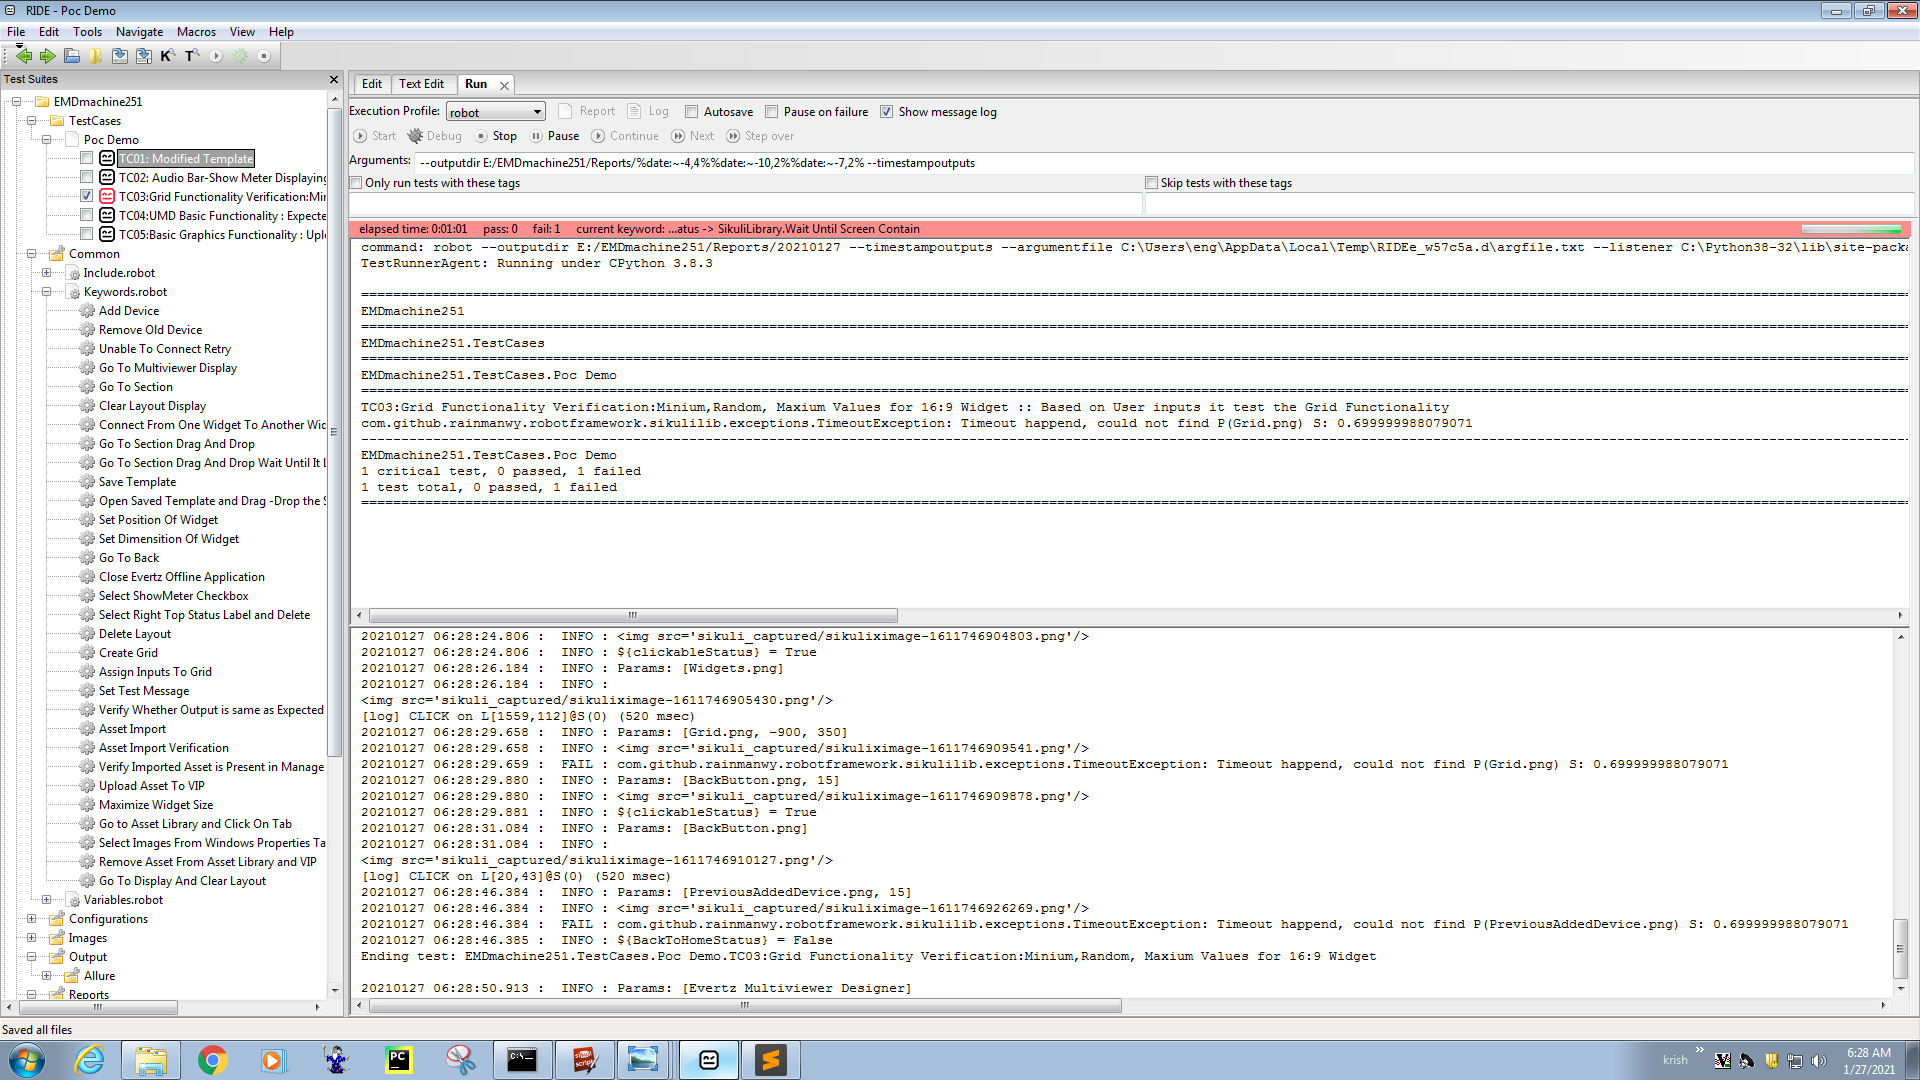 RIDE - Poc Demo
File Edit Tools Navigate Macros View Help
Test Suites
EMDmachine251
TestCases
Poc Demo
TC01: Modified Template
TC02: Audio Bar-Show Meter Displaying
TC03:Grid Functionality Verification:Mi
TC04:UMD Basic Functionality : Expecte
TC05:Basic Graphics Functionality : Upl
Common
Include.robot
Keywords.robot
Add Device
Remove Old Device
Unable To Connect Retry
Go To Multiviewer Display
Go To Section
Clear Layout Display
Connect From One Widget To Another Wid
Go To Section Drag And Drop
Go To Section Drag And Drop Wait Until It L
Save Template
Open Saved Template and Drag -Drop the S
Set Position Of Widget
Set Dimensition Of Widget
Go To Back
Close Evertz Offline Application
Select ShowMeter Checkbox
Select Right Top Status Label and Delete
Delete Layout
Create Grid
Assign Inputs To Grid
Set Test Message
Verify Whether Output is same as Expected
Asset Import
Asset Import Verification
Verify Imported Asset is Present in Manage
Upload Asset To VIP
Maximize Widget Size
Go to Asset Library and Click On Tab
Select Images From Windows Properties Ta
Remove Asset From Asset Library and VIP
Go To Display And Clear Layout
Variables.robot
Configurations
Images
Output
Allure
Reports
Edit Text Edit Run
Execution Profile: robot Report Log Autosave Pause on failure Show message log
Start Debug Stop Pause Continue Next Step over
Arguments: --outputdir E:/EMDmachine251/Reports/%date:~-4,4%%date:~-10,2%%date:~-7,2% --timestampoutputs
Only run tests with these tags Skip tests with these tags
elapsed time: 0:01:01 pass: 0 fail: 1 current keyword: ...atus -> SikuliLibrary.Wait Until Screen Contain
command: robot --outputdir E:/EMDmachine251/Reports/20210127 --timestampoutputs --argumentfile C:\Users\eng\AppData\Local\Temp\RIDEe_w57c5a.d\argfile.txt --listener C:\Python38-32\lib\site-packa
TestRunnerAgent: Running under CPython 3.8.3
EMDmachine251
EMDmachine251.TestCases
EMDmachine251.TestCases.Poc Demo
TC03:Grid Functionality Verification:Minium,Random, Maxium Values for 16:9 Widget :: Based on User inputs it test the Grid Functionality
com.github.rainmanwy.robotframework.sikulilib.exceptions.TimeoutException: Timeout happend, could not find P(Grid.png) S: 0.699999988079071
EMDmachine251.TestCases.Poc Demo
1 critical test, 0 passed, 1 failed
1 test total, 0 passed, 1 failed
20210127 06:28:24.806 : INFO : <img src='sikuli_captured/sikuliximage-1611746904803.png'/>
20210127 06:28:24.806 : INFO : ${clickableStatus} = True
20210127 06:28:26.184 : INFO : Params: [Widgets.png]
20210127 06:28:26.184 : INFO :
<img src='sikuli_captured/sikuliximage-1611746905430.png'/>
[log] CLICK on L[1559,112]@S(0) (520 msec)
20210127 06:28:29.658 : INFO : Params: [Grid.png, -900, 350]
20210127 06:28:29.658 : INFO : <img src='sikuli_captured/sikuliximage-1611746909541.png'/>
20210127 06:28:29.659 : FAIL : com.github.rainmanwy.robotframework.sikulilib.exceptions.TimeoutException: Timeout happend, could not find P(Grid.png) S: 0.699999988079071
20210127 06:28:29.880 : INFO : Params: [BackButton.png, 15]
20210127 06:28:29.880 : INFO : <img src='sikuli_captured/sikuliximage-1611746909878.png'/>
20210127 06:28:29.881 : INFO : ${clickableStatus} = True
20210127 06:28:31.084 : INFO : Params: [BackButton.png]
20210127 06:28:31.084 : INFO :
<img src='sikuli_captured/sikuliximage-1611746910127.png'/>
[log] CLICK on L[20,43]@S(0) (520 msec)
20210127 06:28:46.384 : INFO : Params: [PreviousAddedDevice.png, 15]
20210127 06:28:46.384 : INFO : <img src='sikuli_captured/sikuliximage-1611746926269.png'/>
20210127 06:28:46.384 : FAIL : com.github.rainmanwy.robotframework.sikulilib.exceptions.TimeoutException: Timeout happend, could not find P(PreviousAddedDevice.png) S: 0.699999988079071
20210127 06:28:46.385 : INFO : ${BackToHomeStatus} = False
Ending test: EMDmachine251.TestCases.Poc Demo.TC03:Grid Functionality Verification:Minium,Random, Maxium Values for 16:9 Widget
20210127 06:28:50.913 : INFO : Params: [Evertz Multiviewer Designer]
Saved all files
krish
6:28 AM
1/27/2021